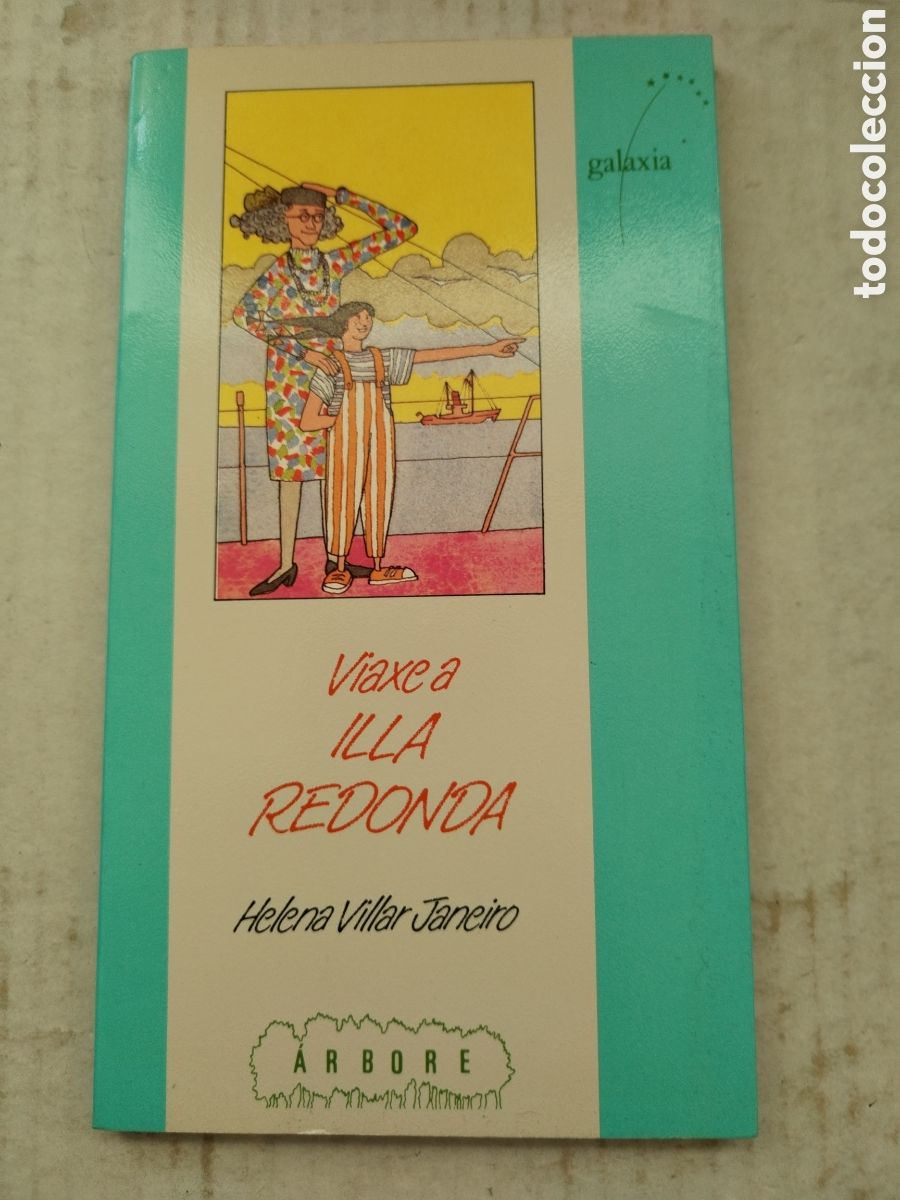 galaxia
Viaxe a
ILLA
REDONDA
Helena Villar Janeiro
ÁRBORE
todocoleccion